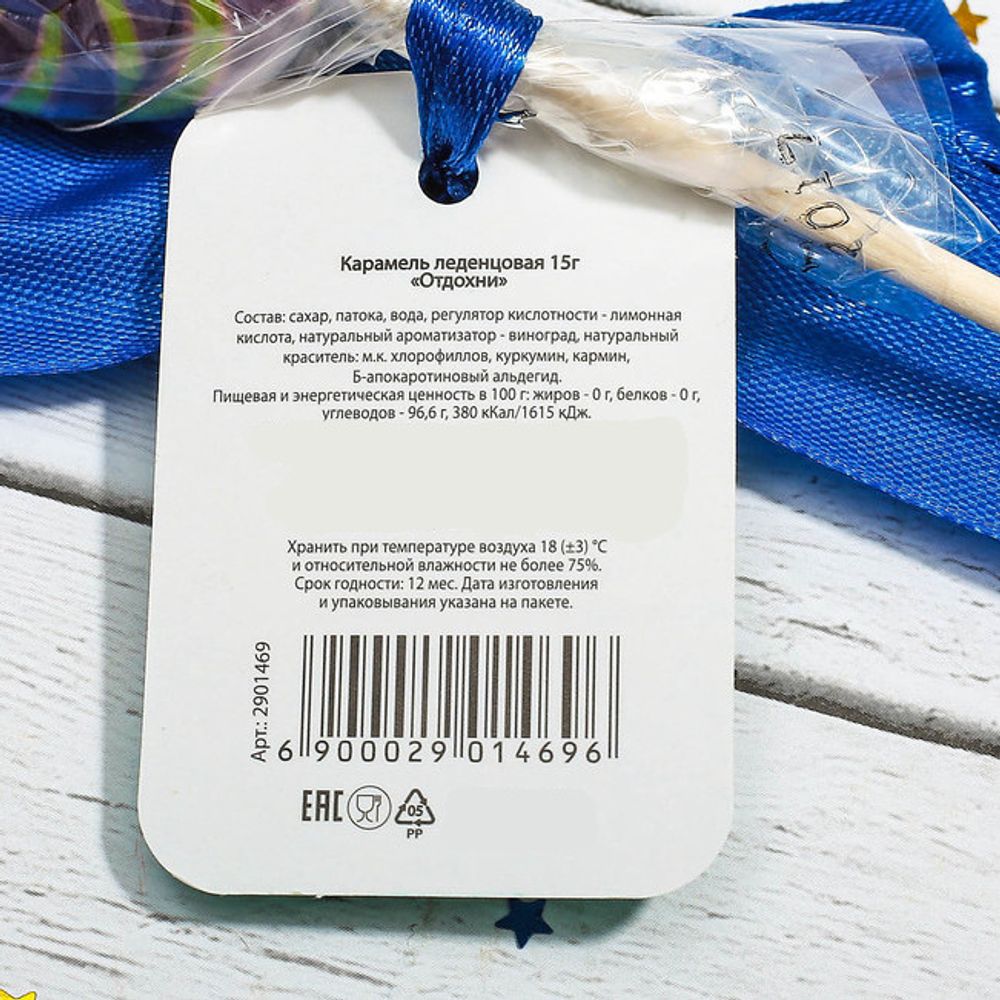 Карамель леденцовая 15г
«Отдохни»
Состав: сахар, патока, вода, регулятор кислотности - лимонная
кислота, натуральный ароматизатор - виноград, натуральный
краситель: м.к. хлорофиллов, куркумин, кармин,
Б-апокаротиновый альдегид.
Пищевая и энергетическая ценность в 100 г: жиров - 0 г, белков - 0 г,
углеводов - 96,6 г, 380 кКал/1615 кДж.
Хранить при температуре воздуха 18 (±3) °С
и относительной влажности не более 75%.
Срок годности: 12 мес. Дата изготовления
и упаковывания указана на пакете.
Арт.: 2901469
6 900029 014696
EAC
05
PP